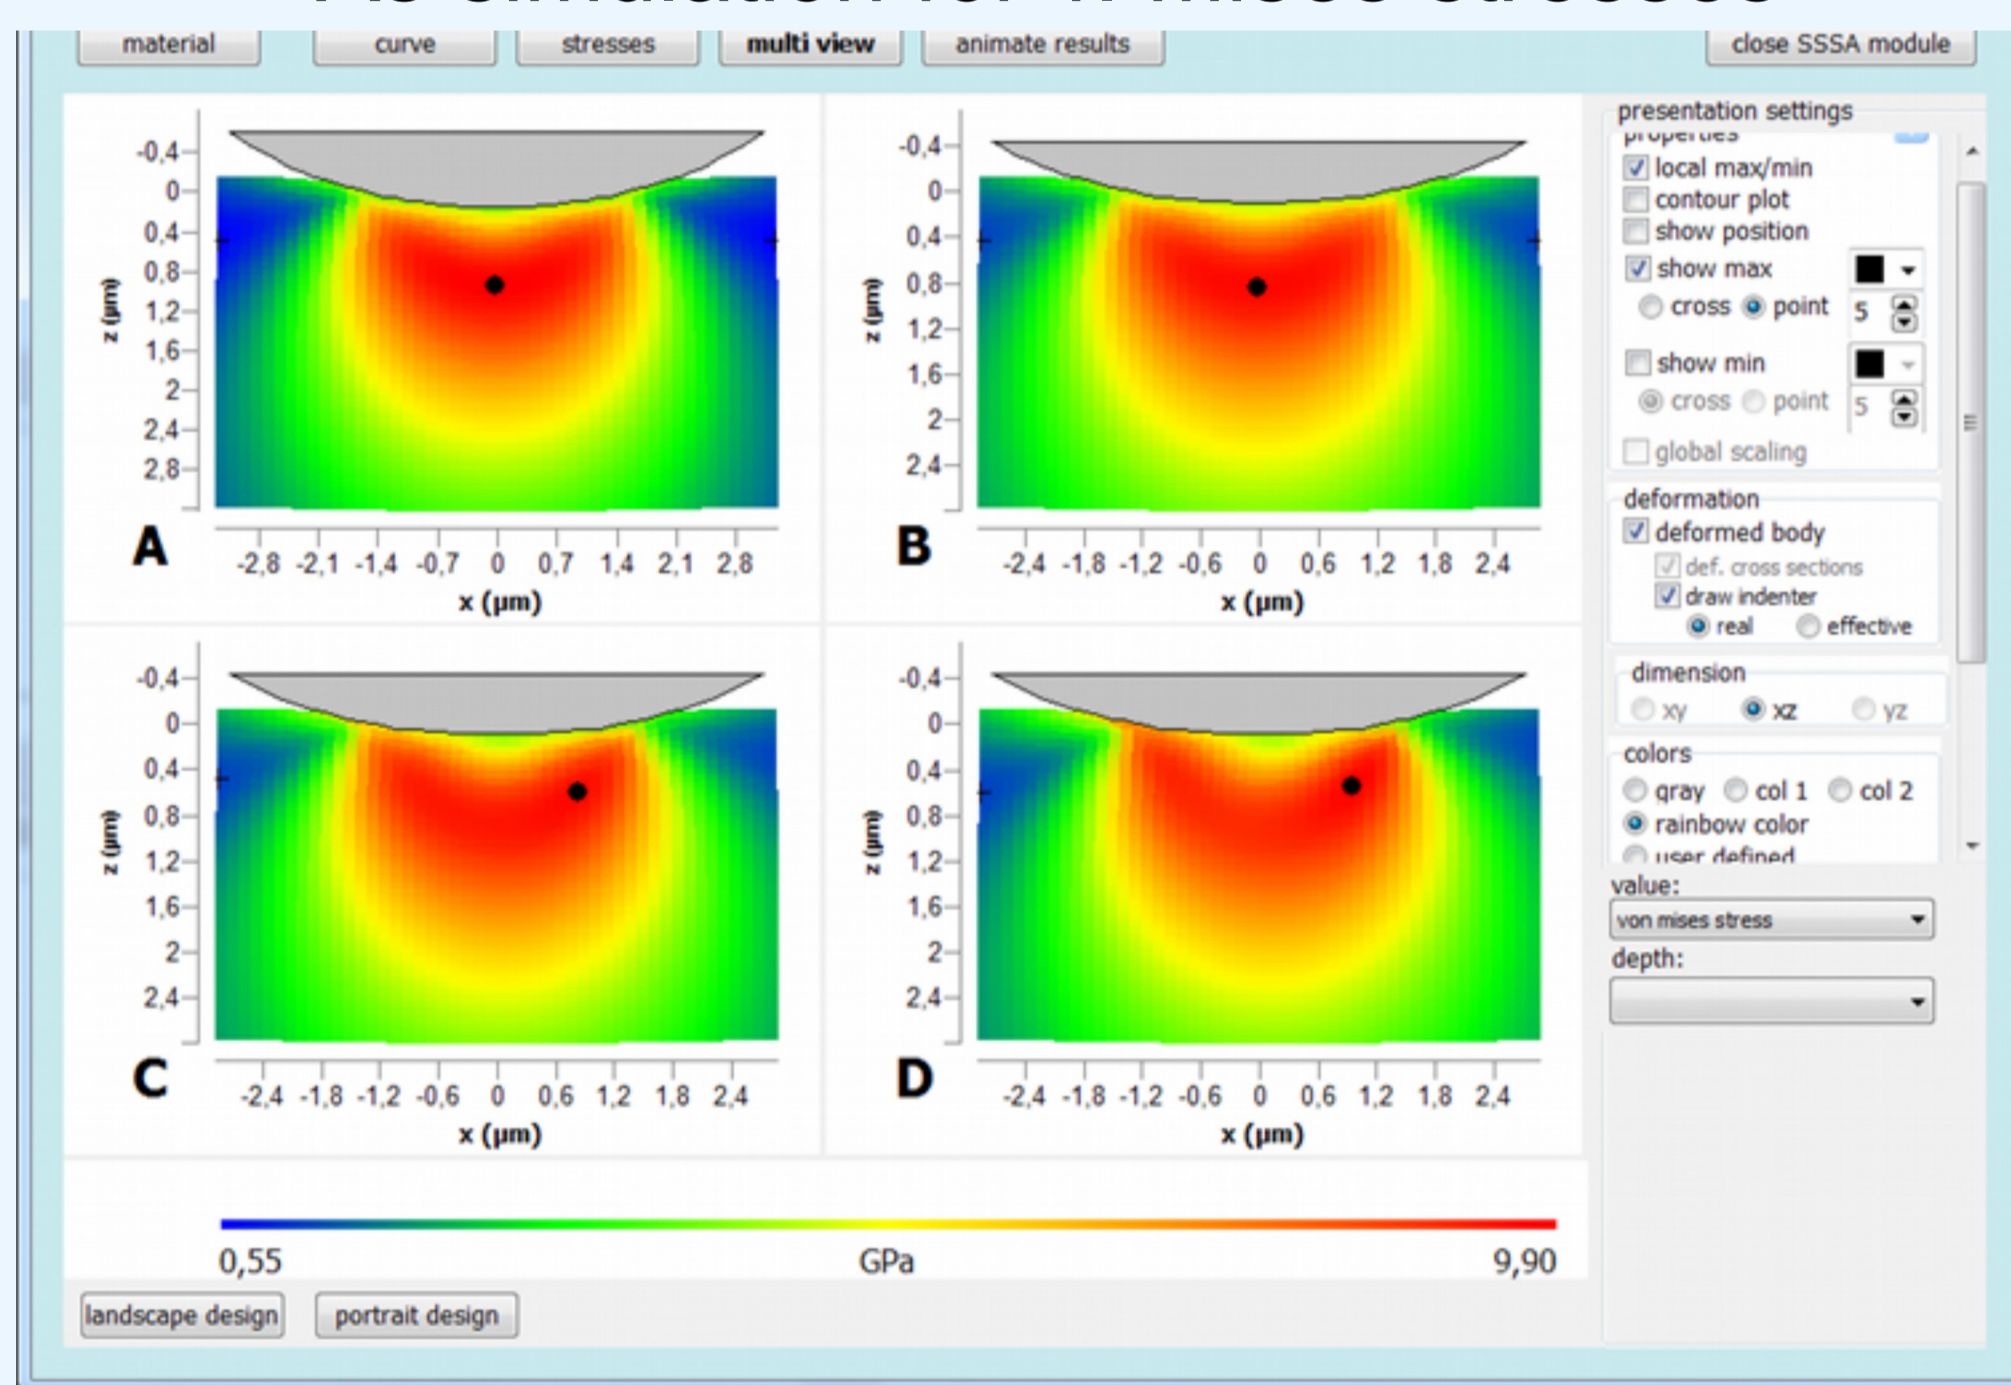 material curve stresses multi view animate results close SSSA module
-0,4
0
0,4
0,8
1,2
1,6
2
2,4
2,8
z (µm)
A
-2,8 -2,1 -1,4 -0,7 0 0,7 1,4 2,1 2,8
x (µm)
-0,4
0
0,4
0,8
1,2
1,6
2
2,4
z (µm)
B
-2,4 -1,8 -1,2 -0,6 0 0,6 1,2 1,8 2,4
x (µm)
-0,4
0
0,4
0,8
1,2
1,6
2
2,4
z (µm)
C
-2,4 -1,8 -1,2 -0,6 0 0,6 1,2 1,8 2,4
x (µm)
-0,4
0
0,4
0,8
1,2
1,6
2
2,4
z (µm)
D
-2,4 -1,8 -1,2 -0,6 0 0,6 1,2 1,8 2,4
x (µm)
0,55 GPa 9,90
landscape design portrait design
presentation settings
properties
local max/min
contour plot
show position
show max
cross point 5
show min
cross point 5
global scaling
deformation
deformed body
def. cross sections
draw indenter
real effective
dimension
xy xz yz
colors
gray col 1 col 2
rainbow color
user defined
value:
von mises stress
depth: